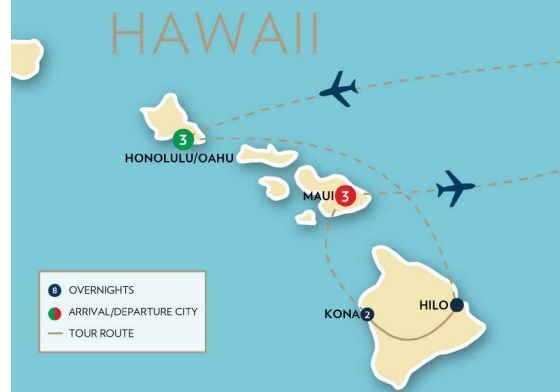 HAWAII
3
HONOLULU/OAHU
MAUI 3
KONA 2
HILO
8 OVERNIGHTS
ARRIVAL/DEPARTURE CITY
TOUR ROUTE